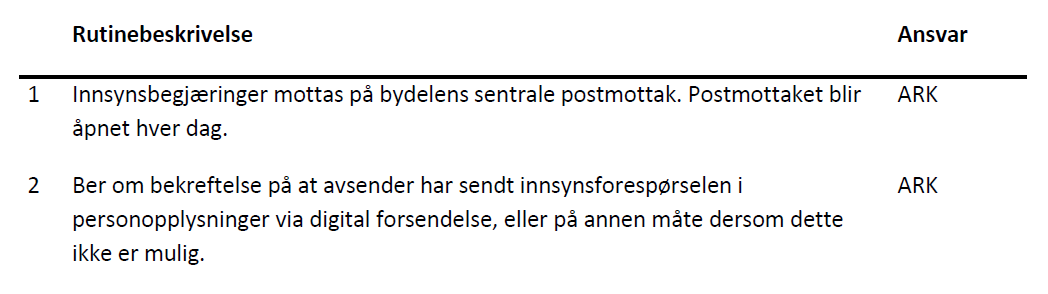 Rutinebeskrivelse Ansvar
1 Innsynsbegjæringer mottas på bydelens sentrale postmottak. Postmottaket blir ARK
åpnet hver dag.
2 Ber om bekreftelse på at avsender har sendt innsynsforespørselen i ARK
personopplysninger via digital forsendelse, eller på annen måte dersom dette
ikke er mulig.